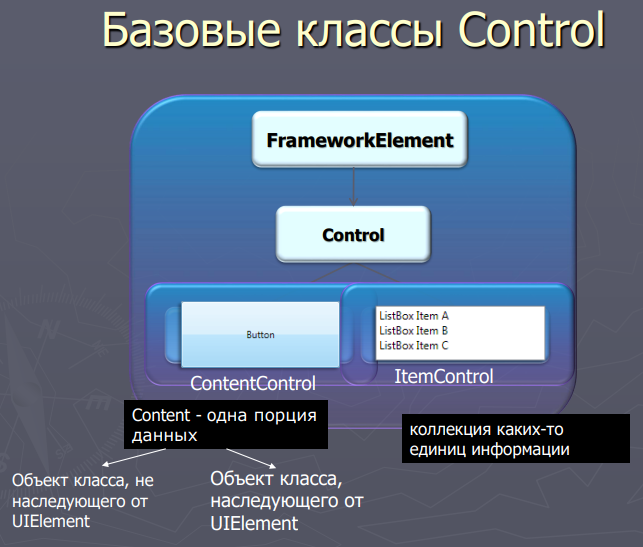 Базовые классы Control
FrameworkElement
Control
Button
ListBox Item A
ListBox Item B
ListBox Item C
ContentControl
ItemControl
Content - одна порция
данных
коллекция каких-то
единиц информации
Объект класса, не
наследующего от
UIElement
Объект класса,
наследующего от
UIElement